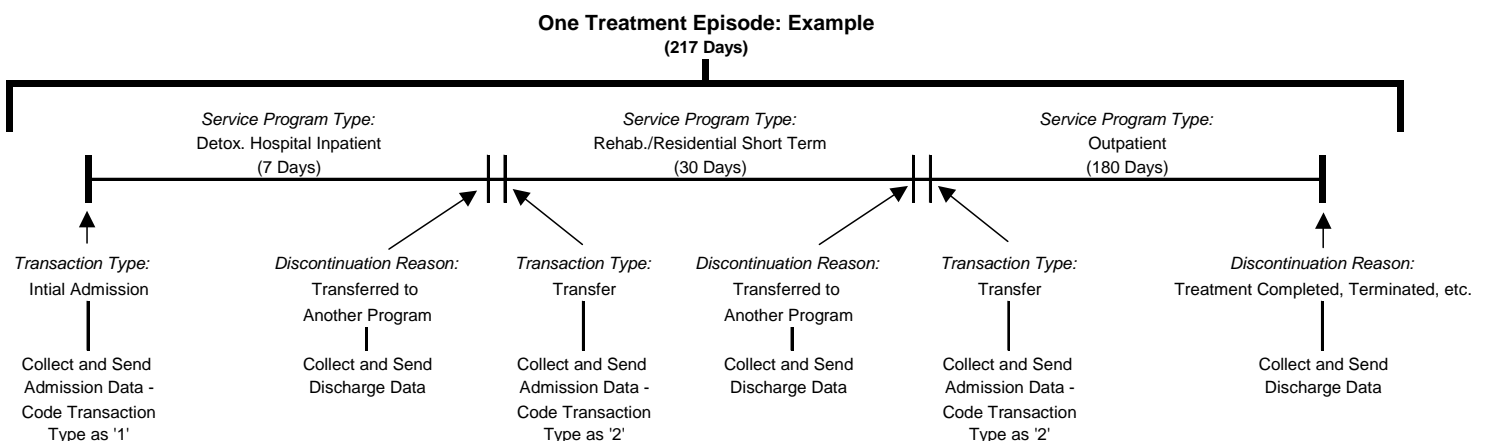 One Treatment Episode: Example
(217 Days)
Service Program Type:
Detox. Hospital Inpatient
(7 Days)
Service Program Type:
Rehab./Residential Short Term
(30 Days)
Service Program Type:
Outpatient
(180 Days)
Transaction Type:
Intial Admission
Collect and Send
Admission Data -
Code Transaction
Type as '1'
Discontinuation Reason:
Transferred to
Another Program
Collect and Send
Discharge Data
Transaction Type:
Transfer
Collect and Send
Admission Data -
Code Transaction
Type as '2'
Discontinuation Reason:
Transferred to
Another Program
Collect and Send
Discharge Data
Transaction Type:
Transfer
Collect and Send
Admission Data -
Code Transaction
Type as '2'
Discontinuation Reason:
Treatment Completed, Terminated, etc.
Collect and Send
Discharge Data